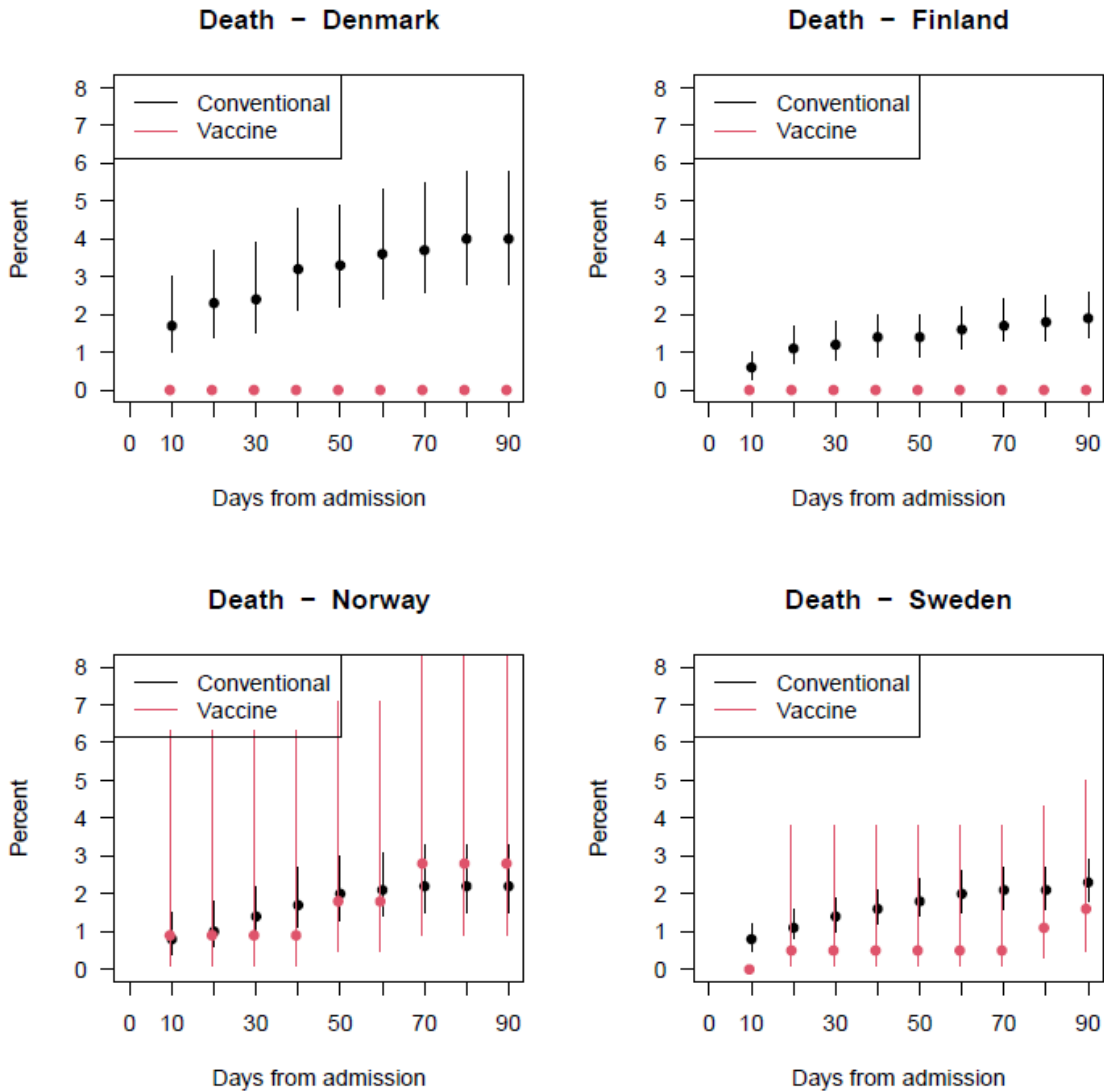 Death − Denmark
Percent
8
7
6
5
4
3
2
1
0
Conventional
Vaccine
0 10 30 50 70 90
Days from admission
Death − Finland
Percent
8
7
6
5
4
3
2
1
0
Conventional
Vaccine
0 10 30 50 70 90
Days from admission
Death − Norway
Percent
8
7
6
5
4
3
2
1
0
Conventional
Vaccine
0 10 30 50 70 90
Days from admission
Death − Sweden
Percent
8
7
6
5
4
3
2
1
0
Conventional
Vaccine
0 10 30 50 70 90
Days from admission